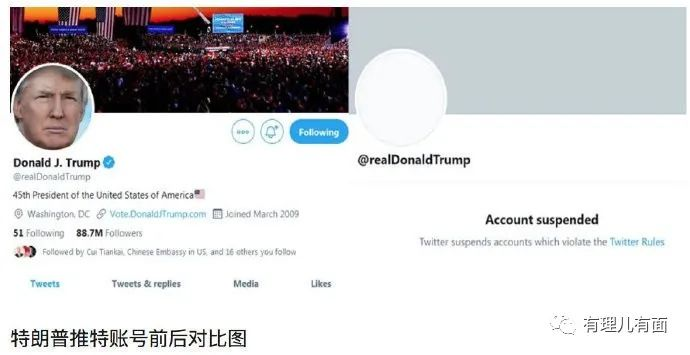 Following
Donald J. Trump
@realDonaldTrump
45th President of the United States of America
Washington, DC Vote.DonaldJTrump.com Joined March 2009
51 Following 88.7M Followers
Followed by Cui Tiankai, Chinese Embassy in US, and 16 others you follow
Tweets Tweets & replies Media Likes
@realDonaldTrump
Account suspended
Twitter suspends accounts which violate the Twitter Rules
有理儿有面
特朗普推特账号前后对比图